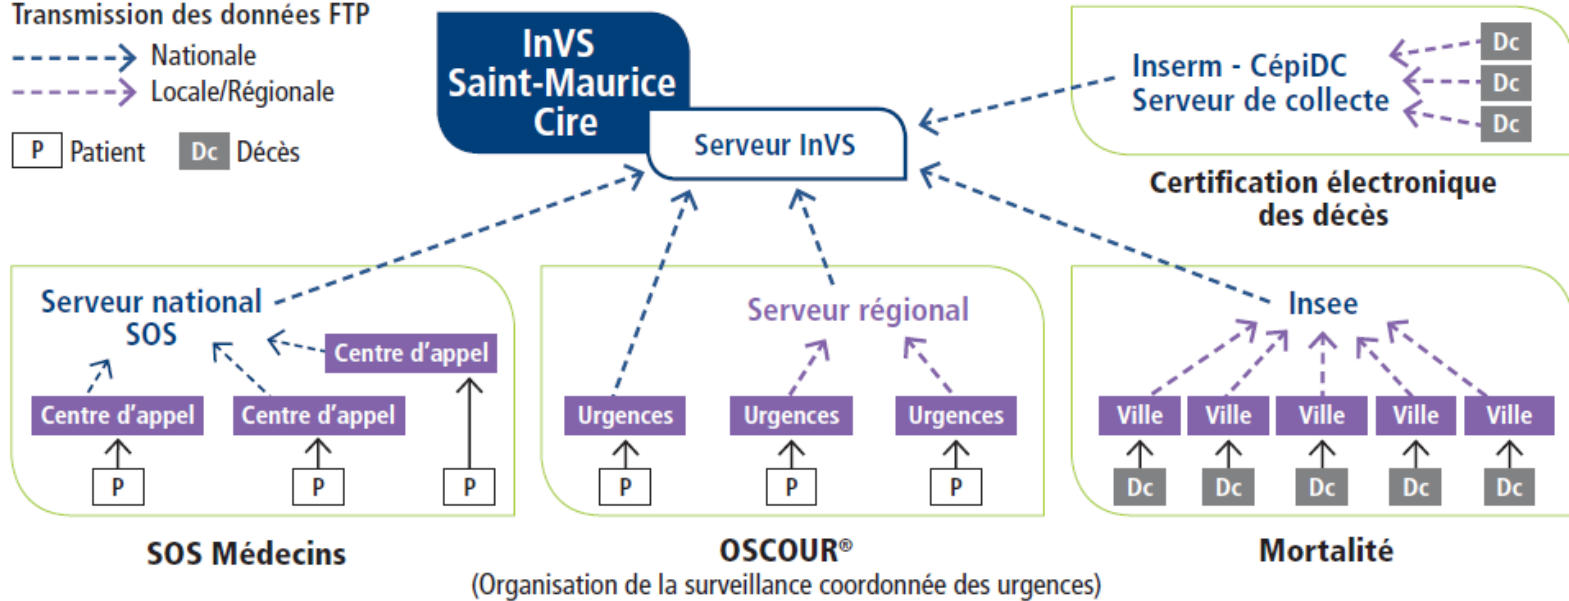 Transmission des données FTP
Nationale
Locale/Régionale
P Patient Dc Décès
InVS
Saint-Maurice
Cire
Serveur InVS
Inserm - CépiDC
Serveur de collecte
Dc
Dc
Dc
Certification électronique
des décès
Serveur national
SOS
Centre d'appel
Centre d'appel Centre d'appel
P P P
SOS Médecins
Serveur régional
Urgences Urgences Urgences
P P P
OSCOUR®
(Organisation de la surveillance coordonnée des urgences)
Insee
Ville Ville Ville Ville Ville
Dc Dc Dc Dc Dc
Mortalité